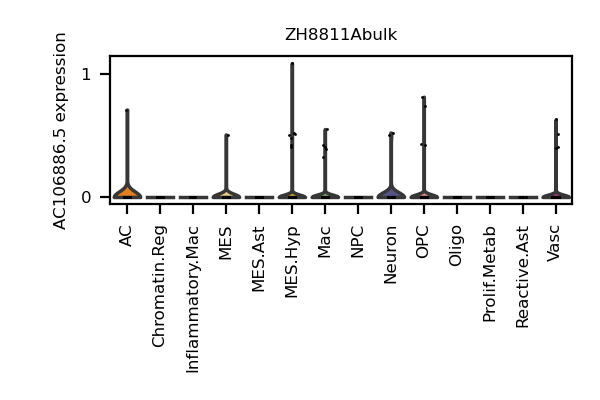 ZH8811Abulk
AC106886.5 expression
1
0
AC
Chromatin.Reg
Inflammatory.Mac
MES
MES.Ast
MES.Hyp
Mac
NPC
Neuron
OPC
Oligo
Prolif.Metab
Reactive.Ast
Vasc